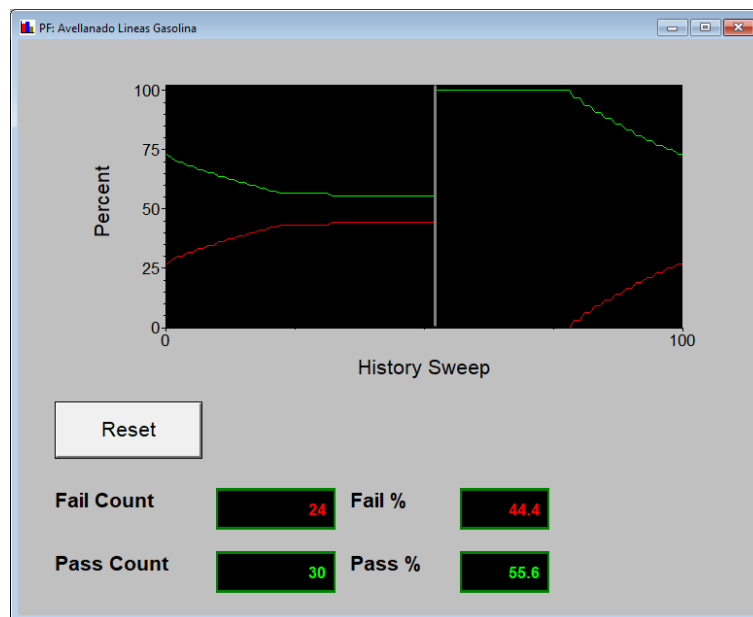 PF: Avellanado Lineas Gasolina
100
75
50
25
0
Percent
0 100
History Sweep
Reset
Fail Count 24 Fail % 44.4
Pass Count 30 Pass % 55.6